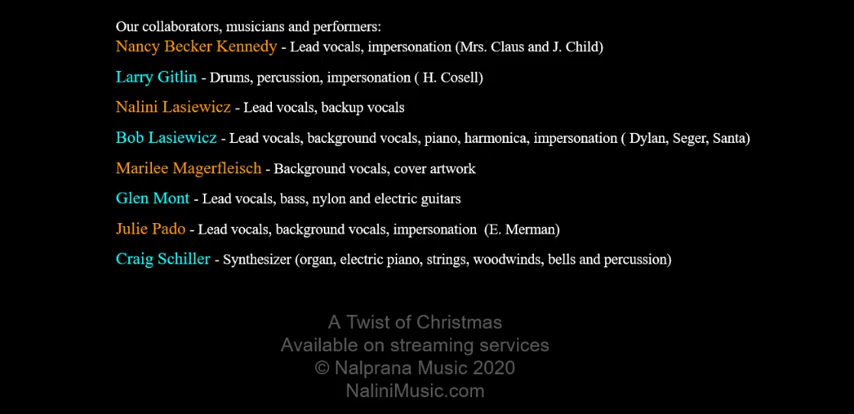 Our collaborators, musicians and performers:
Nancy Becker Kennedy - Lead vocals, impersonation (Mrs. Claus and J. Child)
Larry Gitlin - Drums, percussion, impersonation ( H. Cosell)
Nalini Lasiewicz - Lead vocals, backup vocals
Bob Lasiewicz - Lead vocals, background vocals, piano, harmonica, impersonation ( Dylan, Seger, Santa)
Marilee Magerfleisch - Background vocals, cover artwork
Glen Mont - Lead vocals, bass, nylon and electric guitars
Julie Pado - Lead vocals, background vocals, impersonation  (E. Merman)
Craig Schiller - Synthesizer (organ, electric piano, strings, woodwinds, bells and percussion)
A Twist of Christmas
Available on streaming services
© Nalprana Music 2020
NaliniMusic.com